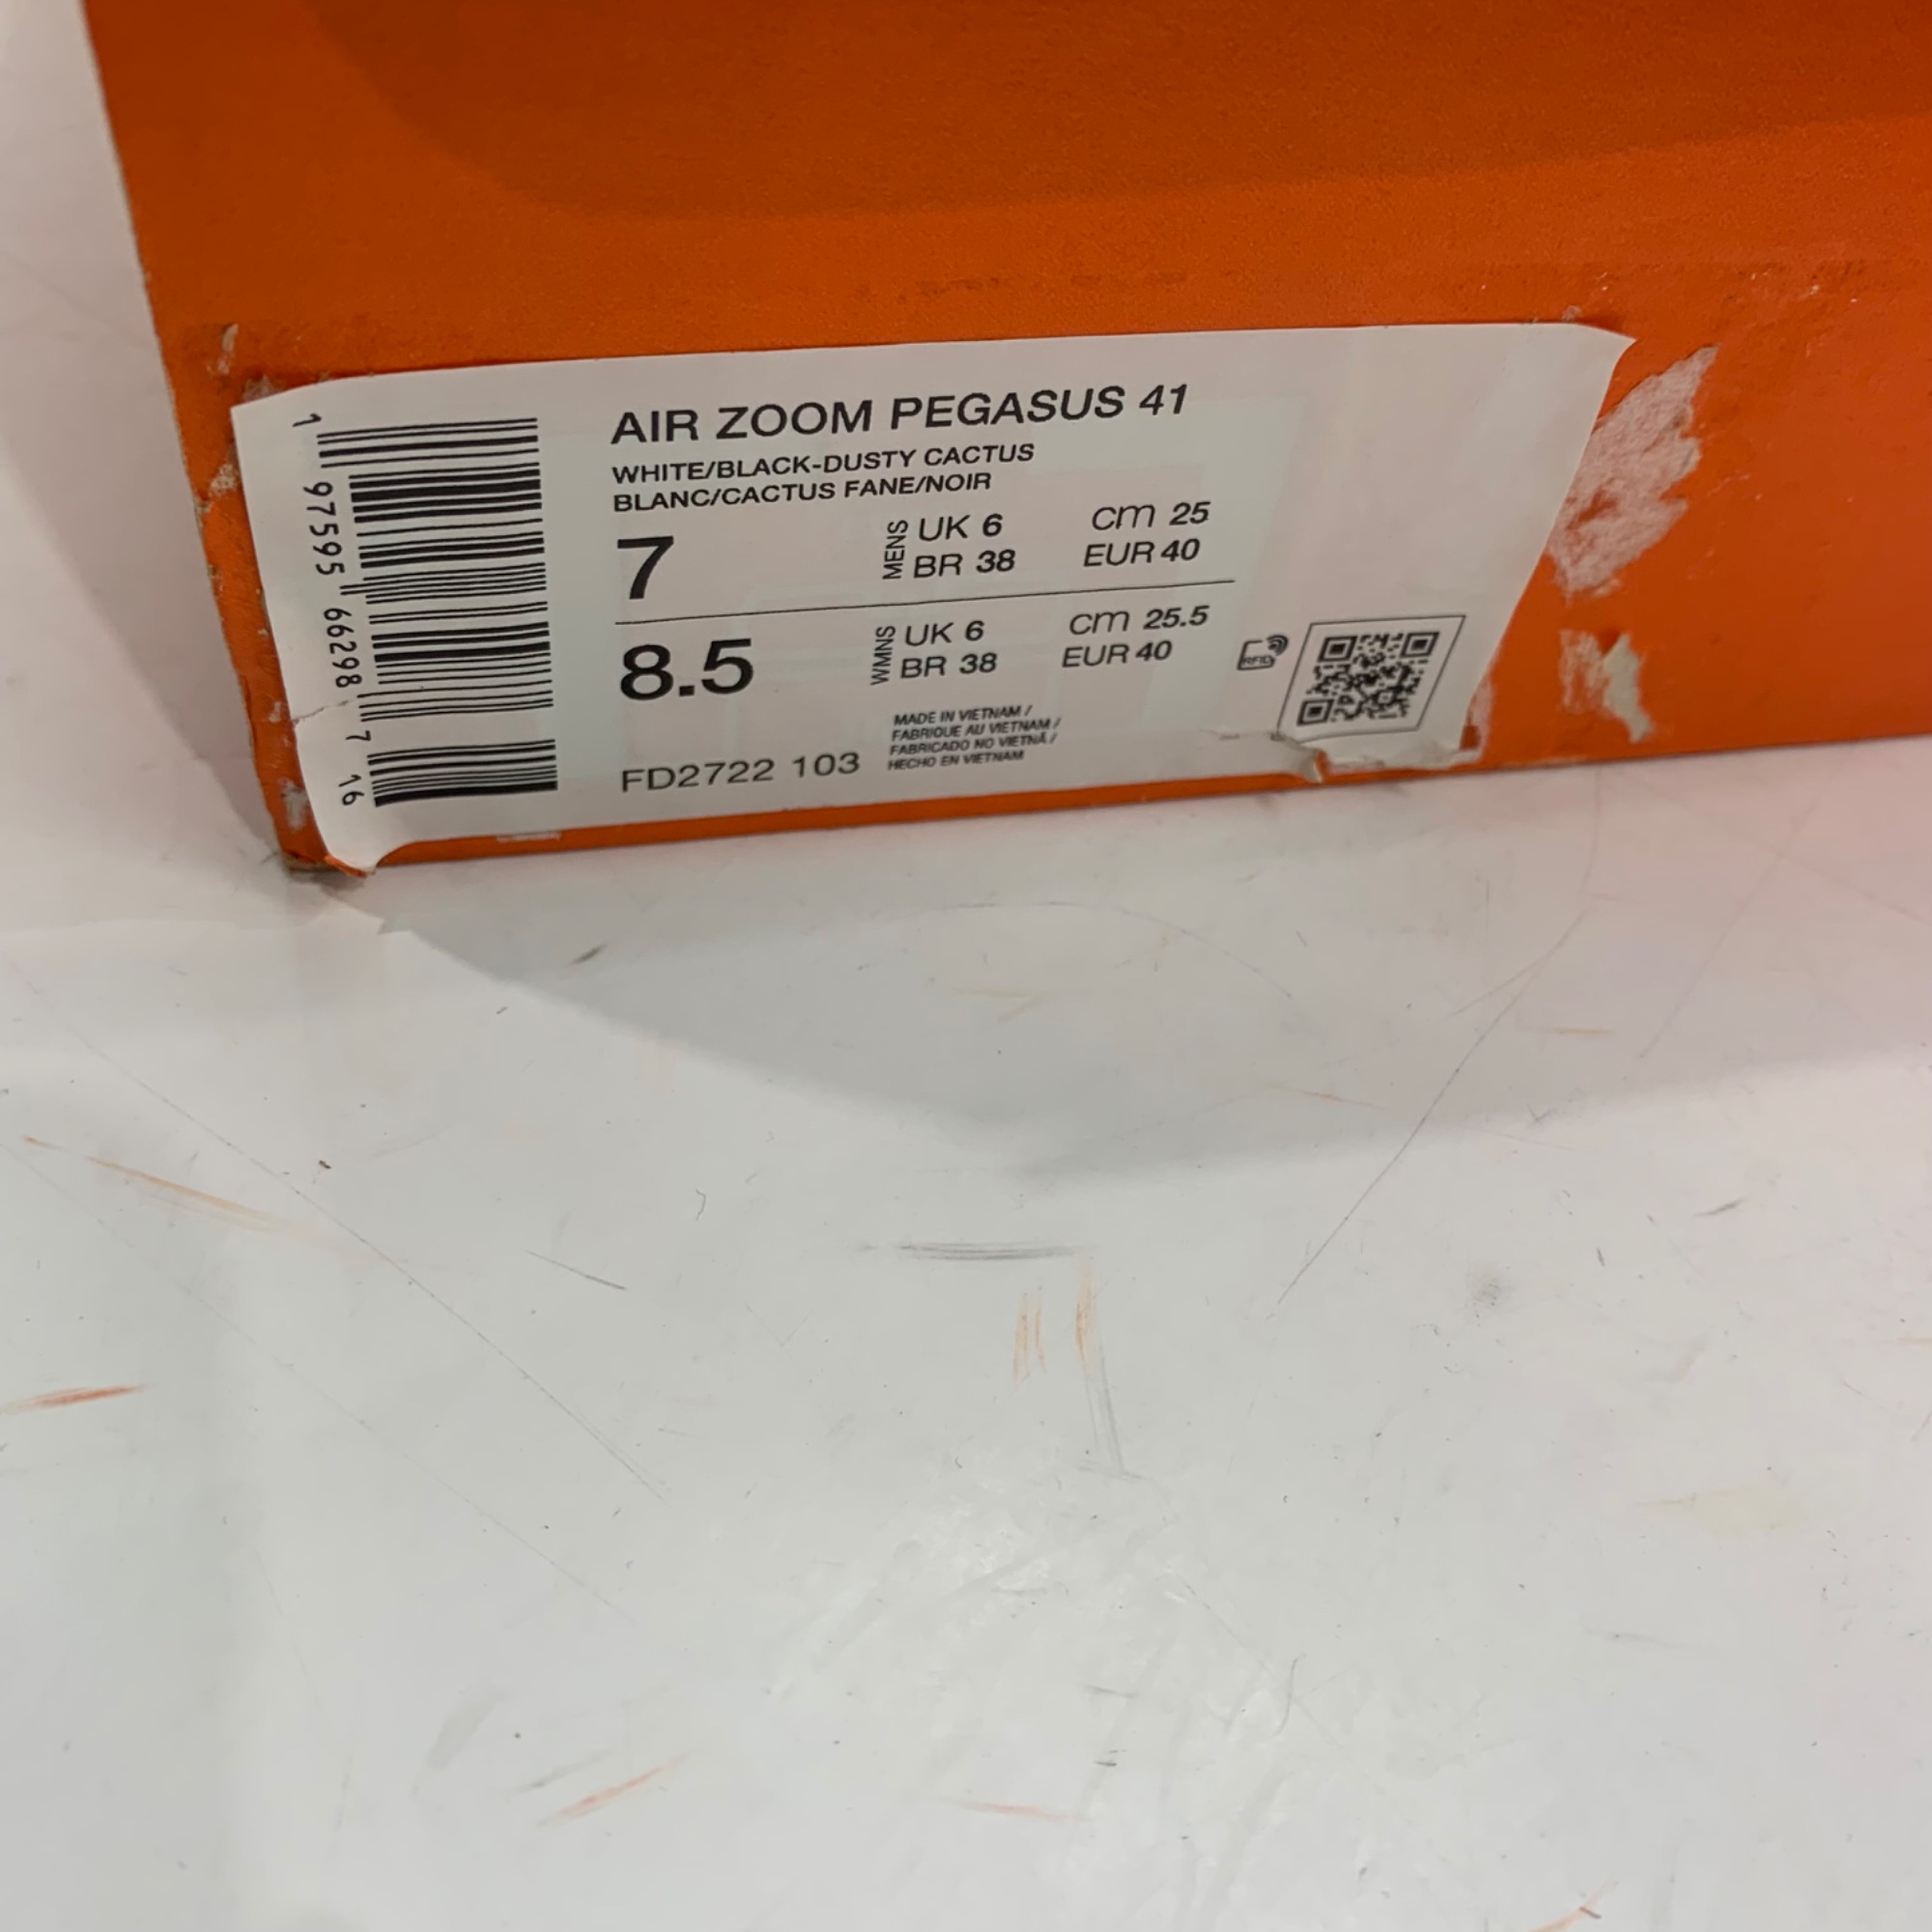 AIR ZOOM PEGASUS 41
WHITE/BLACK-DUSTY CACTUS
BLANC/CACTUS FANE/NOIR
7
MENS
UK 6
cm 25
BR 38
EUR 40
8.5
WMNS
UK 6
cm 25.5
BR 38
EUR 40
RFID
MADE IN VIETNAM /
FABRIQUE AU VIETNAM /
FABRICADO NO VIETNÃ /
HECHO EN VIETNAM
FD2722 103
1 97595 66298 7 16